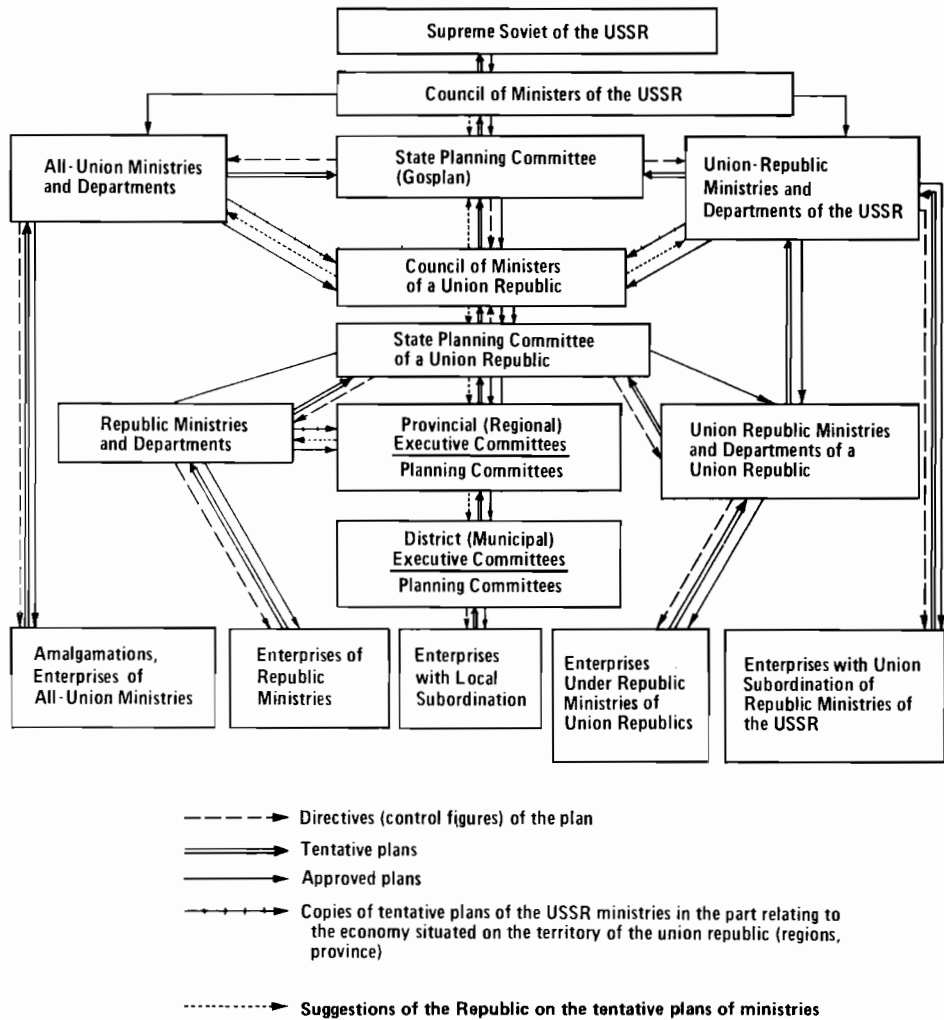 Supreme Soviet of the USSR
Council of Ministers of the USSR
All-Union Ministries
and Departments
State Planning Committee
(Gosplan)
Union-Republic
Ministries and
Departments of the USSR
Council of Ministers
of a Union Republic
State Planning Committee
of a Union Republic
Republic Ministries
and Departments
Provincial (Regional)
Executive Committees
Planning Committees
Union Republic Ministries
and Departments of a
Union Republic
District (Municipal)
Executive Committees
Planning Committees
Amalgamations,
Enterprises of
All-Union Ministries
Enterprises of
Republic
Ministries
Enterprises
with Local
Subordination
Enterprises
Under Republic
Ministries of
Union Republics
Enterprises with Union
Subordination of
Republic Ministries of
the USSR
Directives (control figures) of the plan
Tentative plans
Approved plans
Copies of tentative plans of the USSR ministries in the part relating to
the economy situated on the territory of the union republic (regions,
province)
Suggestions of the Republic on the tentative plans of ministries